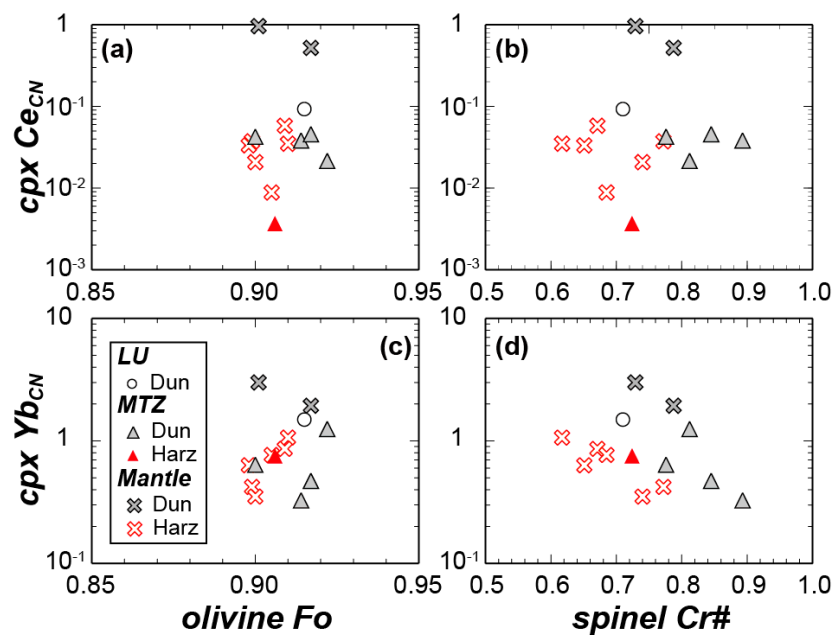 1
(a)
(b)
10-1
cpx CeCN
10-2
10-3
0.85 0.90 0.95 0.5 0.6 0.7 0.8 0.9 1.0
10
LU
Dun
MTZ
Dun
Harz
Mantle
Dun
Harz
(c)
(d)
cpx YbCN
1
10-1
0.85 0.90 0.95 0.5 0.6 0.7 0.8 0.9 1.0
olivine Fo spinel Cr#